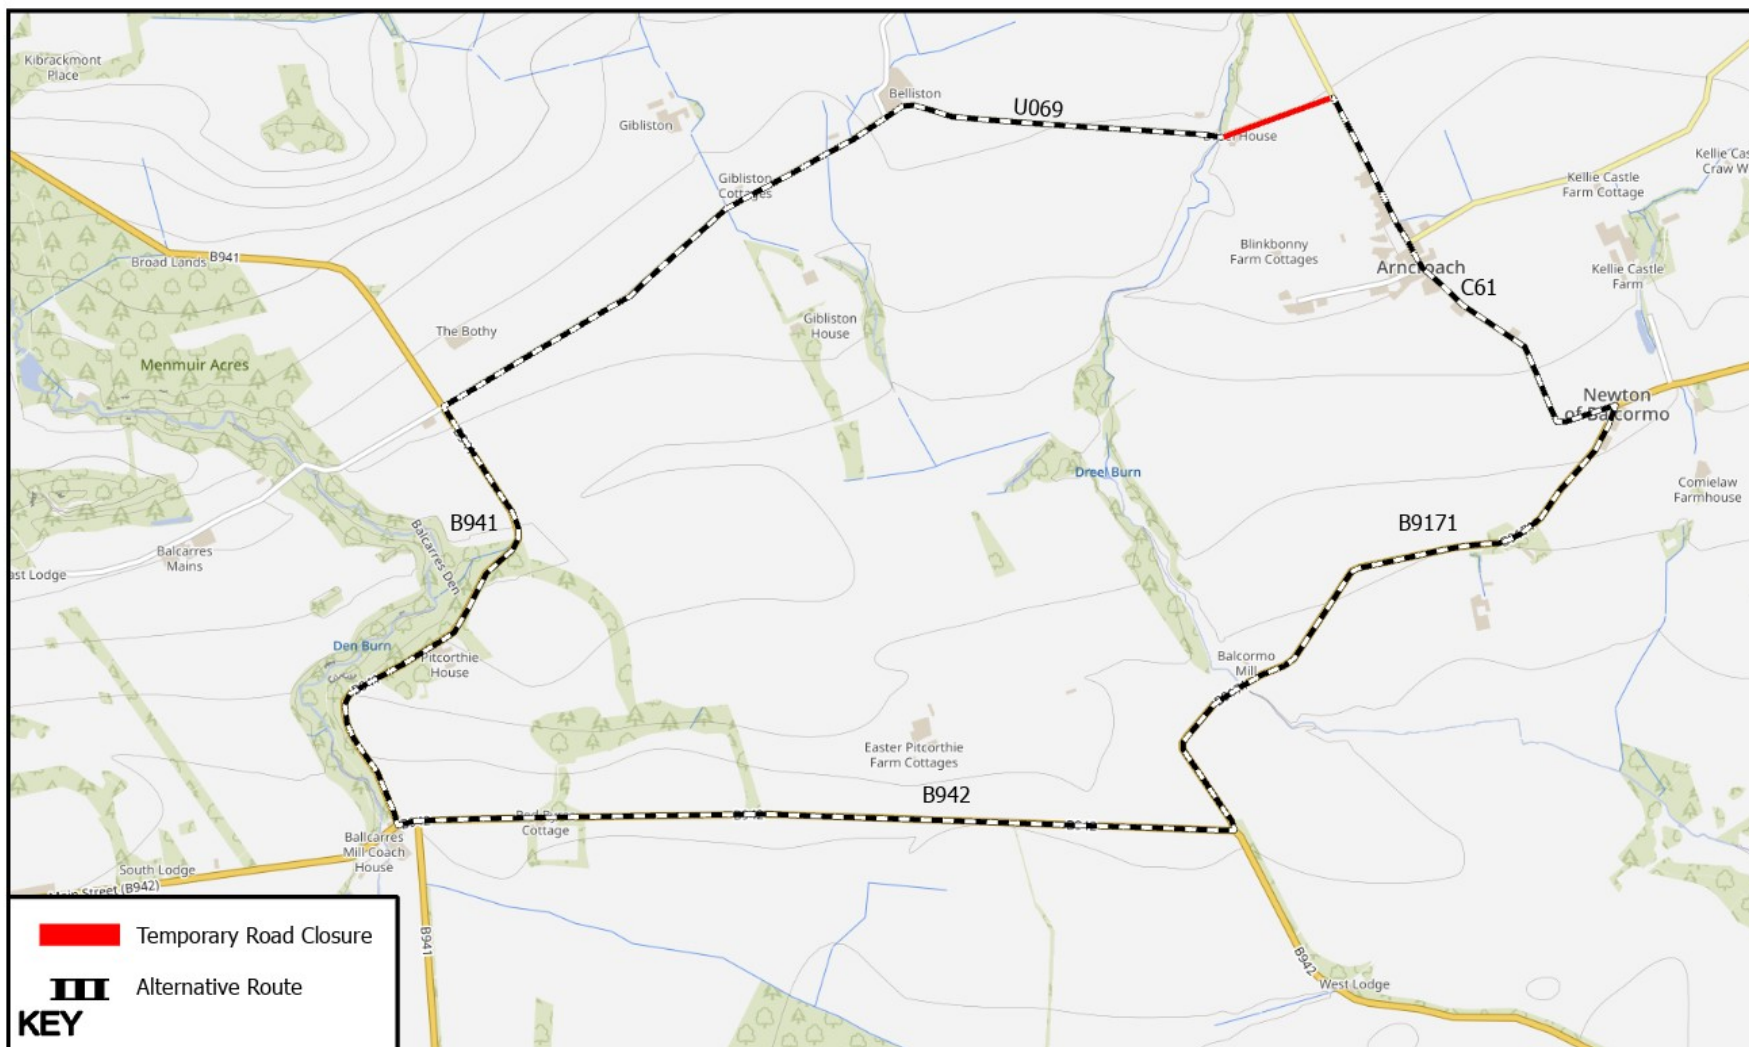 Kibrackmont
Place
Belliston
U069
House
Gibliston
Gibliston
Cottages
Kellie Castle
Farm Cottage
Kellie Cas
Craw W
Broad Lands
B941
Blinkbonny
Farm Cottages
Arncroach
Kellie Castle
Farm
C61
Gibliston
House
The Bothy
Menmuir Acres
Newton
of Balcormo
Dreel Burn
Comielaw
Farmhouse
B941
B9171
Balcarres Den
Balcarres
Mains
ast Lodge
Den Burn
Pitcorthie
House
Balcormo
Mill
Easter Pitcorthie
Farm Cottages
B942
Cottage
Ballcarres
Mill Coach
House
South Lodge
Main Street (B942)
B941
B942
West Lodge
Temporary Road Closure
Alternative Route
KEY